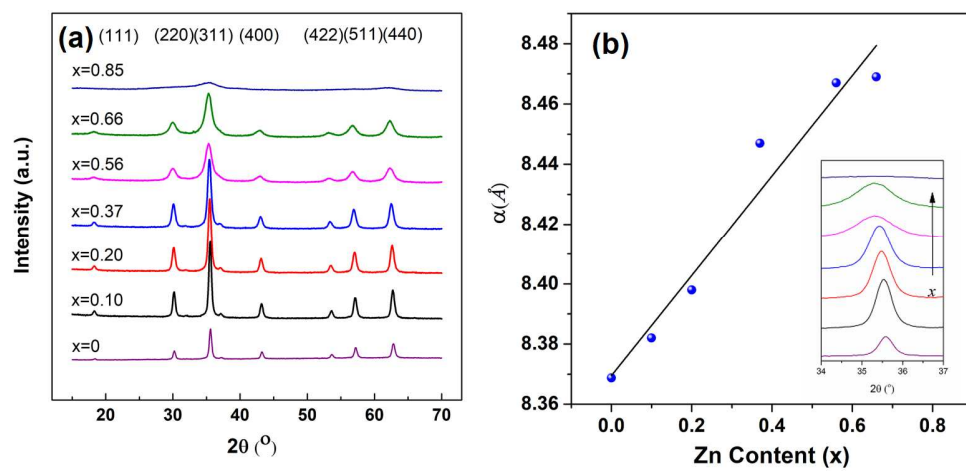 (a)
(111) (220)(311) (400) (422)(511)(440)
x=0.85
x=0.66
x=0.56
x=0.37
x=0.20
x=0.10
x=0
Intensity (a.u.)
20 30 40 50 60 70
2θ (O)
(b)
8.48
8.46
8.44
8.42
8.40
8.38
8.36
α(Å)
0.0 0.2 0.4 0.6 0.8
Zn Content (x)
x
34 35 36 37
2θ (°)